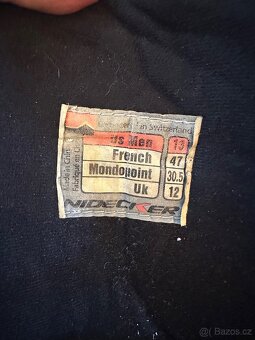 in Switzerland
Us Men 13
French 47
Mondopoint 30.5
Uk 12
NIDECKER
Bazos.cz